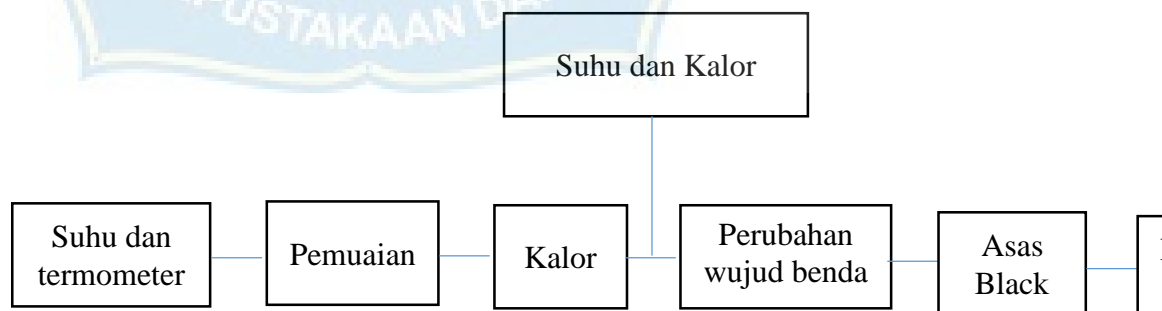 Suhu dan Kalor
Suhu dan
termometer
Pemuaian
Kalor
Perubahan
wujud benda
Asas
Black